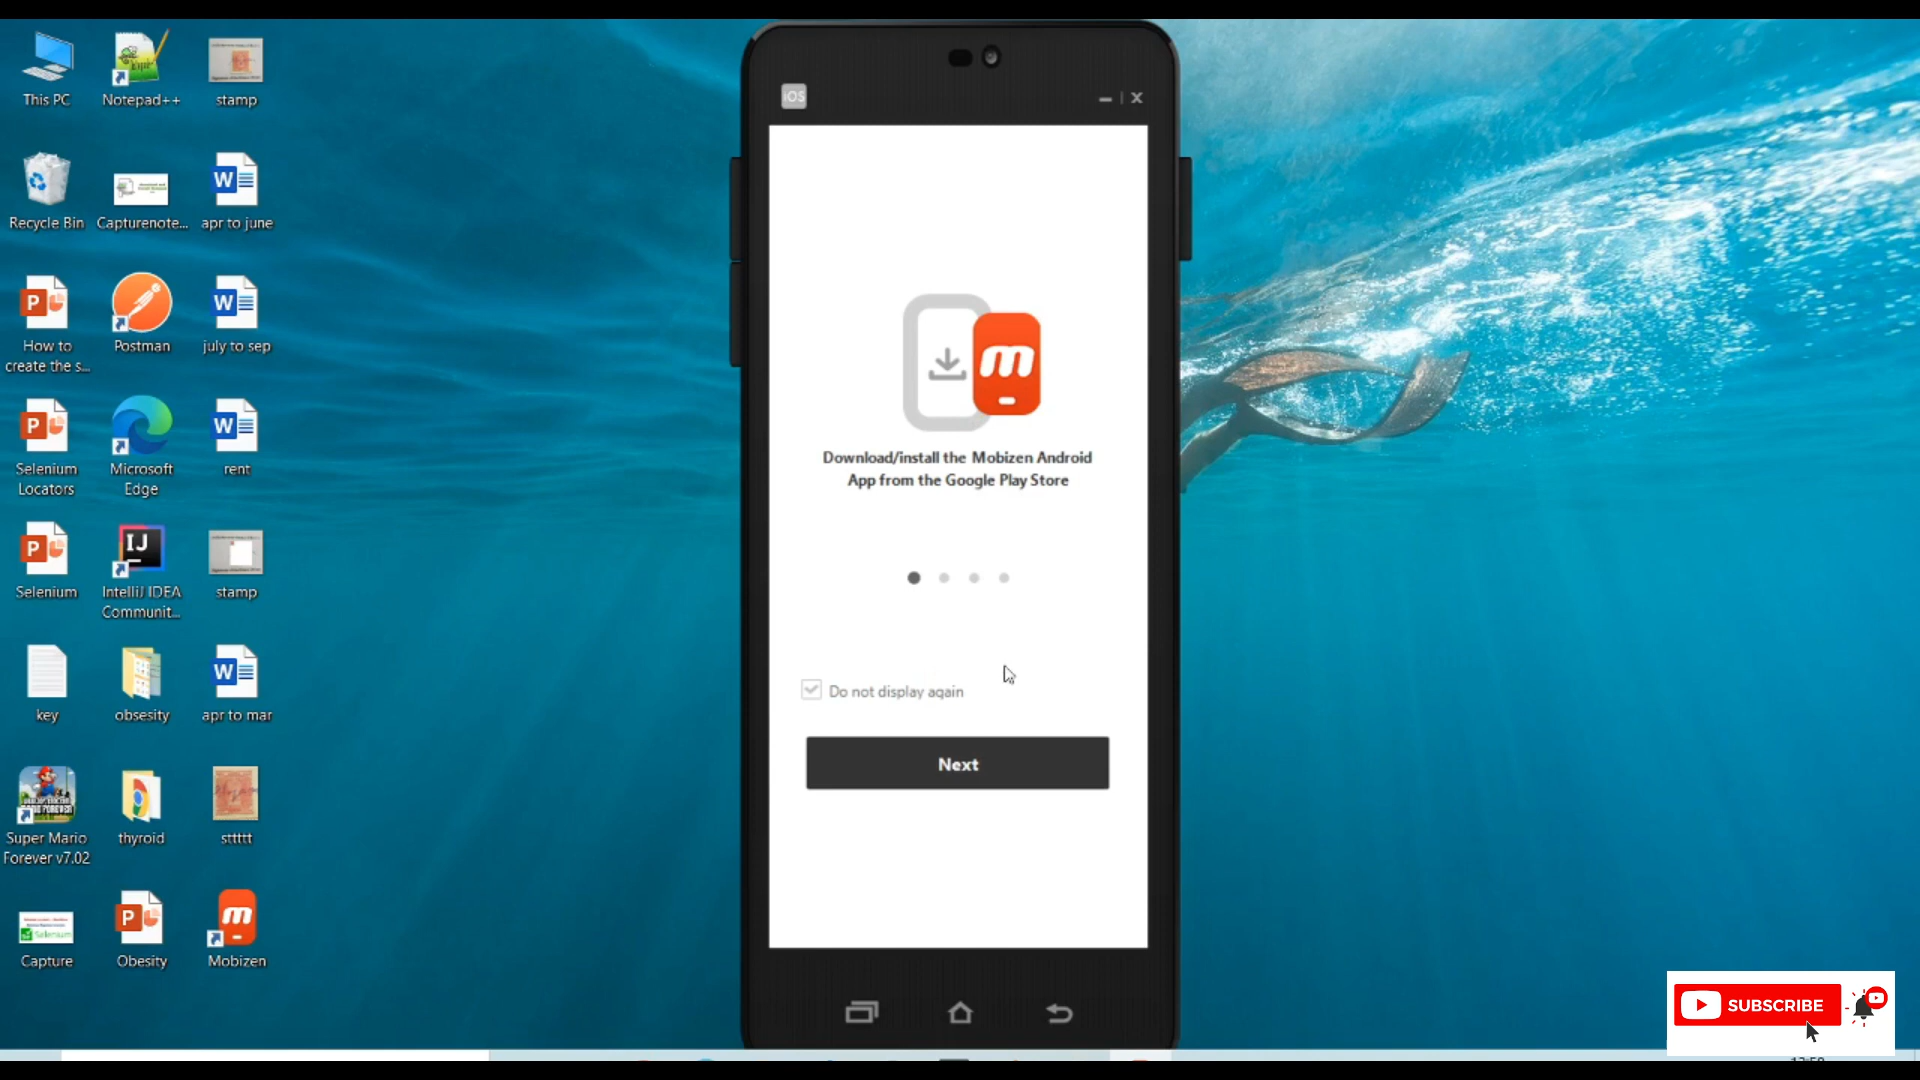 This PC
Notepad++
stamp
Recycle Bin
Capturenote...
apr to june
How to
create the s...
Postman
july to sep
Selenium
Locators
Microsoft
Edge
rent
Selenium
IntelliJ IDEA
Communit...
stamp
key
obsesity
apr to mar
Super Mario
Forever v7.02
thyroid
sttttt
Capture
Obesity
Mobizen
iOS
Download/install the Mobizen Android
App from the Google Play Store
Do not display again
Next
SUBSCRIBE